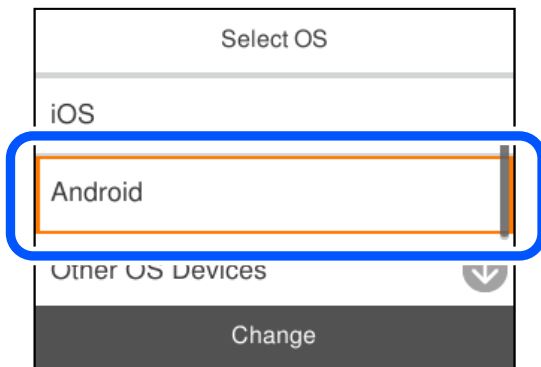 Select OS
iOS
Android
Other OS Devices
Change